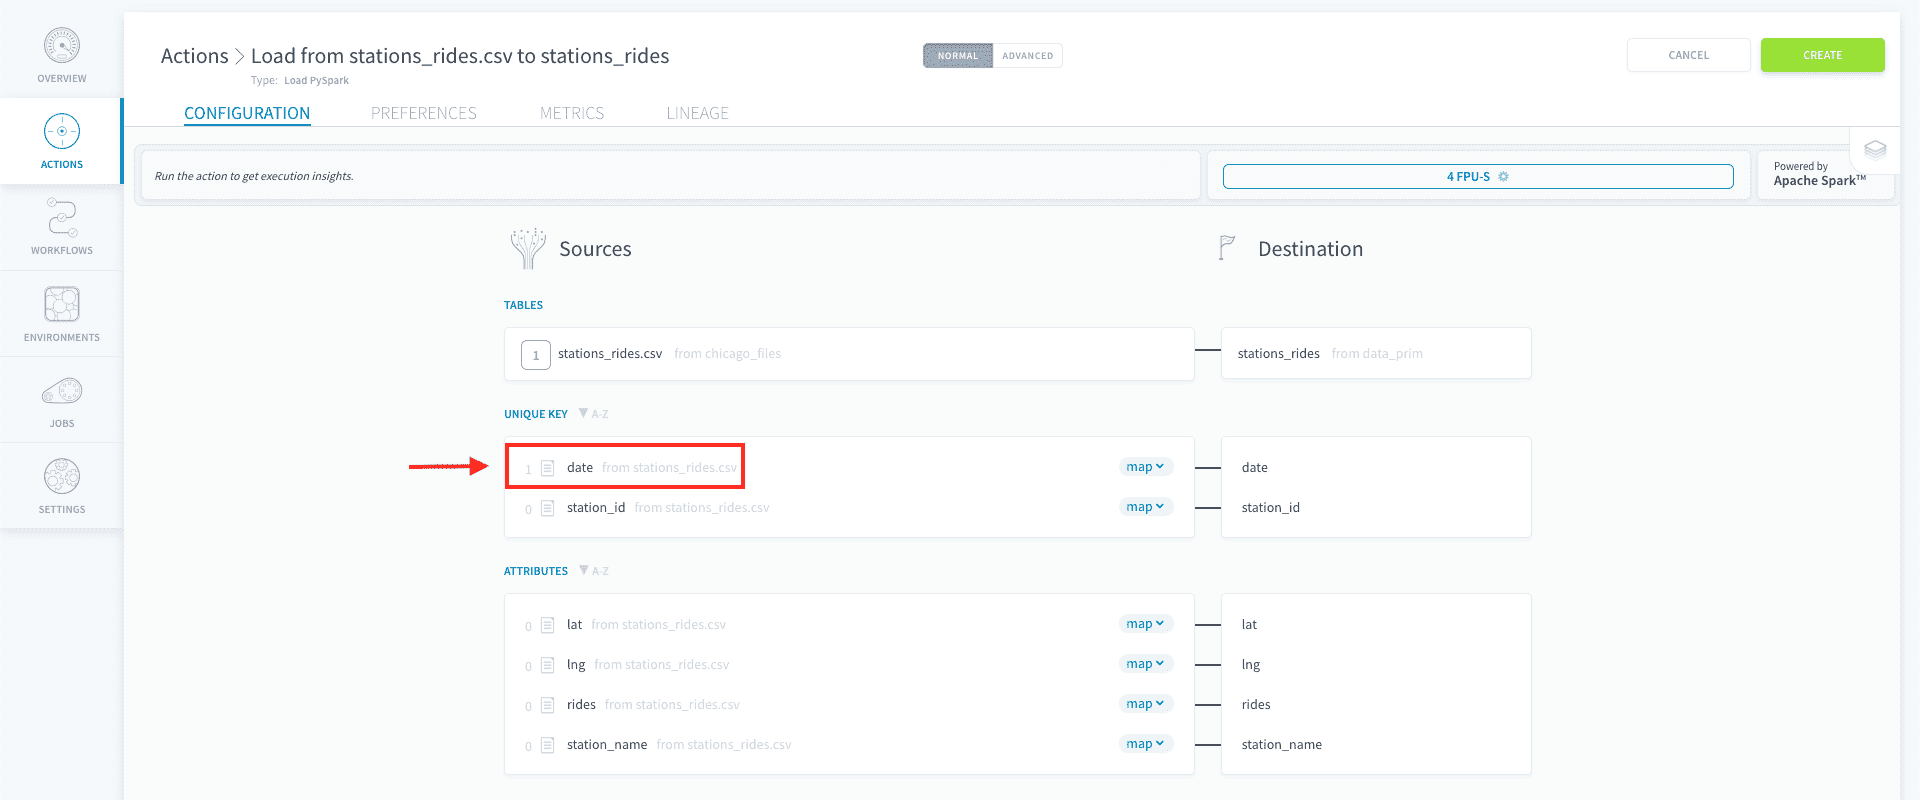 OVERVIEW
ACTIONS
WORKFLOWS
ENVIRONMENTS
JOBS
SETTINGS
Actions > Load from stations_rides.csv to stations_rides
Type: Load PySpark
NORMAL ADVANCED
CANCEL CREATE
CONFIGURATION PREFERENCES METRICS LINEAGE
Run the action to get execution insights.
4 FPU-S
Powered by
Apache Spark™
Sources Destination
TABLES
1 stations_rides.csv from chicago_files stations_rides from data_prim
UNIQUE KEY ▼ A-Z
1 date from stations_rides.csv map date
0 station_id from stations_rides.csv map station_id
ATTRIBUTES ▼ A-Z
0 lat from stations_rides.csv map lat
0 lng from stations_rides.csv map lng
0 rides from stations_rides.csv map rides
0 station_name from stations_rides.csv map station_name